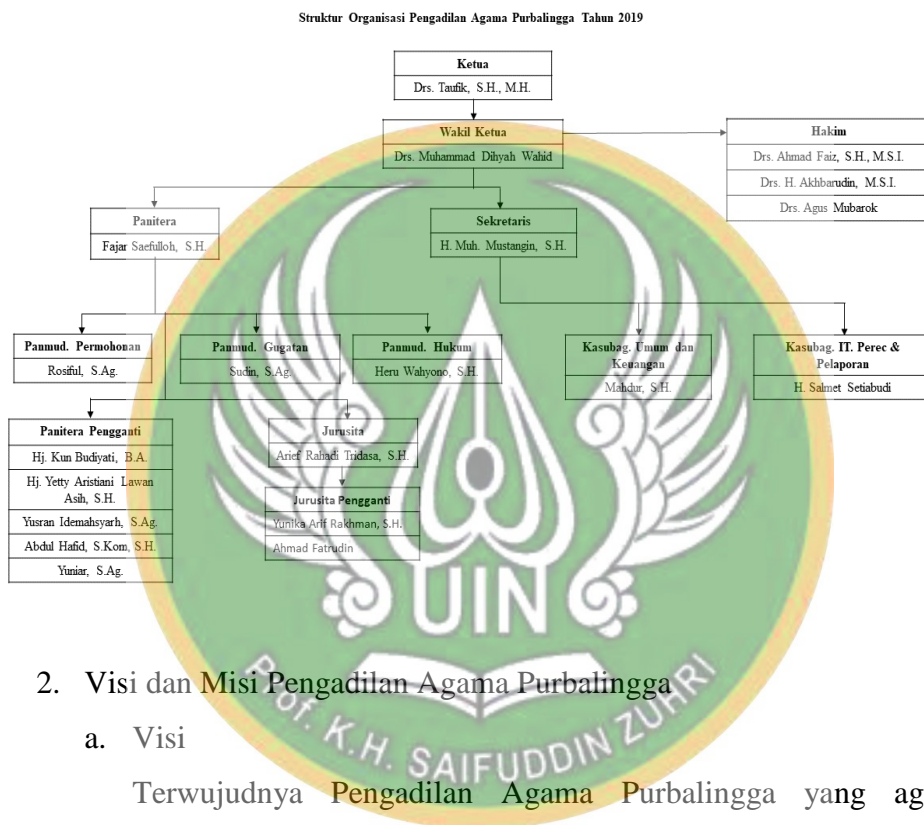 Struktur Organisasi Pengadilan Agama Purbalingga Tahun 2019
Ketua
Drs. Taufik, S.H., M.H.
Wakil Ketua
Drs. Muhammad Dihyah Wahid
Hakim
Drs. Ahmad Faiz, S.H., M.S.I.
Drs. H. Akhbarudin, M.S.I.
Drs. Agus Mubarok
Panitera
Fajar Saefulloh, S.H.
Sekretaris
H. Muh. Mustangin, S.H.
Panmud. Permohonan
Rosiful, S.Ag.
Panmud. Gugatan
Sudin, S.Ag.
Panmud. Hukum
Heru Wahyono, S.H.
Kasubag. Umum dan
Keuangan
Mahdur, S.H.
Kasubag. IT. Perec &
Pelaporan
H. Salmet Setiabudi
Panitera Pengganti
Hj. Kun Budiyati, B.A.
Hj. Yetty Aristiani Lawan
Asih, S.H.
Yusran Idemahsyarh, S.Ag.
Abdul Hafid, S.Kom, S.H.
Yuniar, S.Ag.
Jurusita
Arief Rahadi Tridasa, S.H.
Jurusita Pengganti
Yunika Arif Rakhman, S.H.
Ahmad Fatrudin
UIN
Prof. K.H. SAIFUDDIN ZUHRI
2. Visi dan Misi Pengadilan Agama Purbalingga
a. Visi
Terwujudnya Pengadilan Agama Purbalingga yang ag